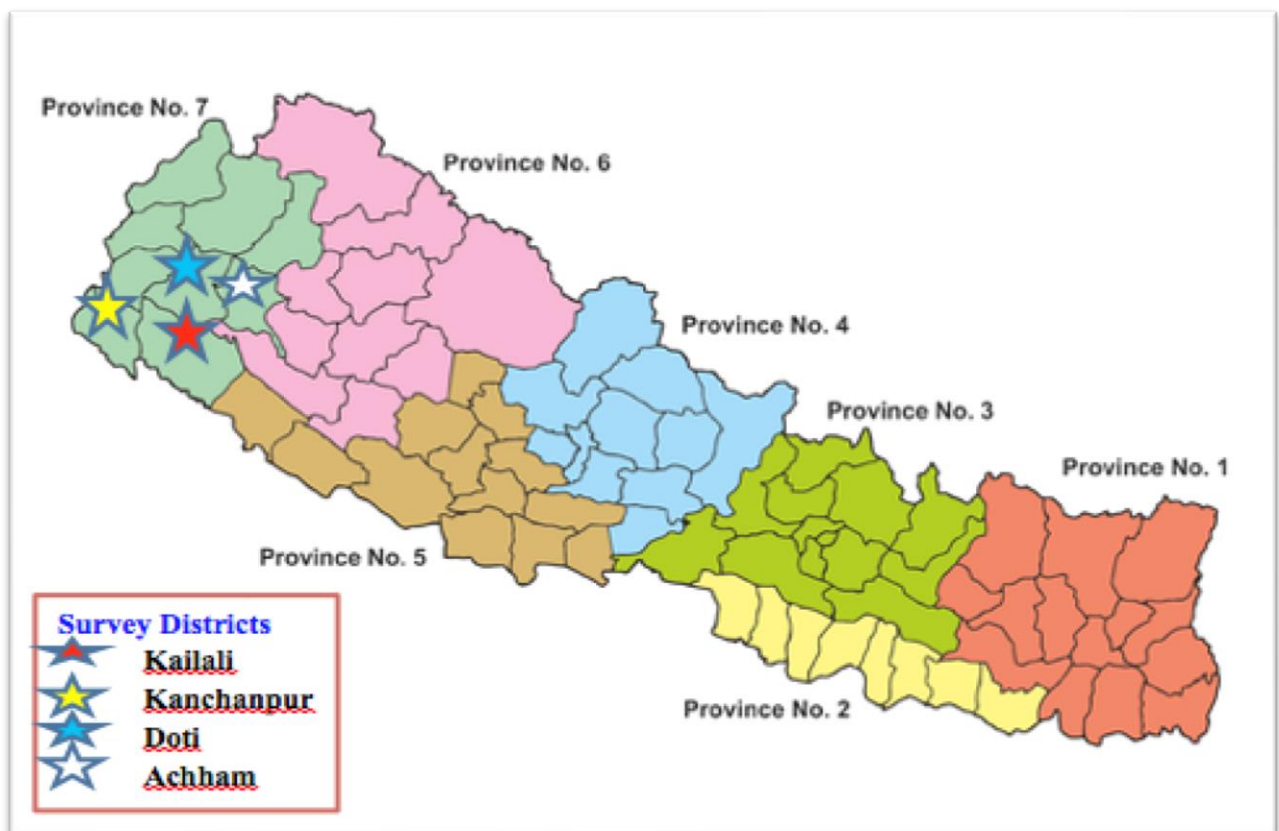 Province No. 7
Province No. 6
Province No. 4
Province No. 3
Province No. 1
Province No. 5
Province No. 2
Survey Districts
Kailali
Kanchanpur
Doti
Achham